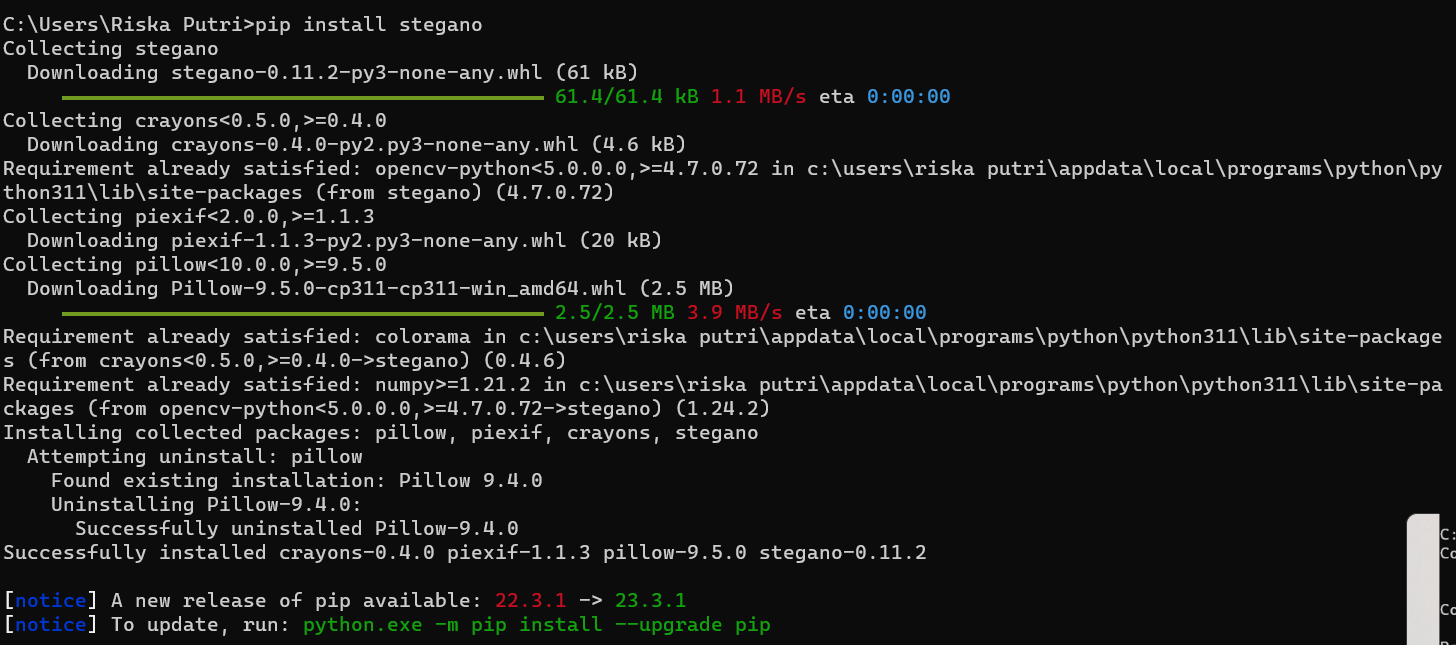 C:\Users\Riska Putri>pip install stegano
Collecting stegano
  Downloading stegano-0.11.2-py3-none-any.whl (61 kB)
     61.4/61.4 kB 1.1 MB/s eta 0:00:00
Collecting crayons<0.5.0,>=0.4.0
  Downloading crayons-0.4.0-py2.py3-none-any.whl (4.6 kB)
Requirement already satisfied: opencv-python<5.0.0.0,>=4.7.0.72 in c:\users\riska putri\appdata\local\programs\python\py
thon311\lib\site-packages (from stegano) (4.7.0.72)
Collecting piexif<2.0.0,>=1.1.3
  Downloading piexif-1.1.3-py2.py3-none-any.whl (20 kB)
Collecting pillow<10.0.0,>=9.5.0
  Downloading Pillow-9.5.0-cp311-cp311-win_amd64.whl (2.5 MB)
     2.5/2.5 MB 3.9 MB/s eta 0:00:00
Requirement already satisfied: colorama in c:\users\riska putri\appdata\local\programs\python\python311\lib\site-package
s (from crayons<0.5.0,>=0.4.0->stegano) (0.4.6)
Requirement already satisfied: numpy>=1.21.2 in c:\users\riska putri\appdata\local\programs\python\python311\lib\site-pa
ckages (from opencv-python<5.0.0.0,>=4.7.0.72->stegano) (1.24.2)
Installing collected packages: pillow, piexif, crayons, stegano
  Attempting uninstall: pillow
    Found existing installation: Pillow 9.4.0
    Uninstalling Pillow-9.4.0:
      Successfully uninstalled Pillow-9.4.0
Successfully installed crayons-0.4.0 piexif-1.1.3 pillow-9.5.0 stegano-0.11.2
[notice] A new release of pip available: 22.3.1 -> 23.3.1
[notice] To update, run: python.exe -m pip install --upgrade pip